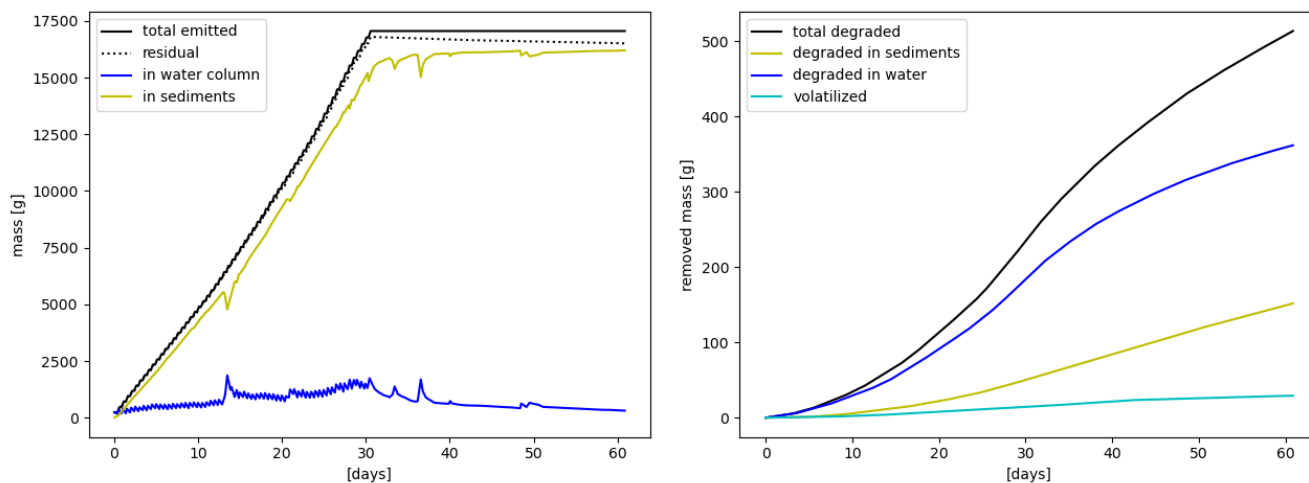 17500
15000
12500
10000
7500
5000
2500
0
mass [g]
total emitted
residual
in water column
in sediments
0
10
20
30
40
50
60
[days]
500
400
300
200
100
0
removed mass [g]
total degraded
degraded in sediments
degraded in water
volatilized
0
10
20
30
40
50
60
[days]